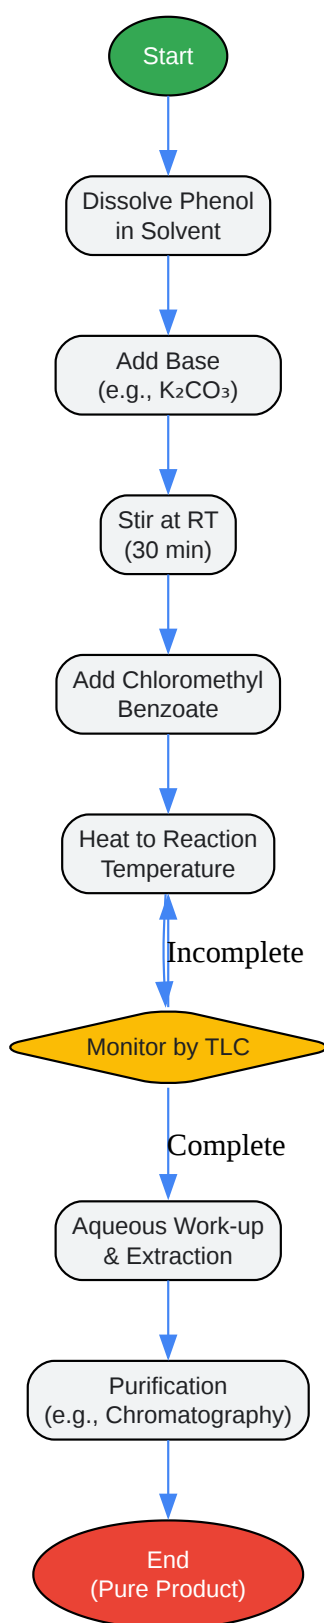 Start
Dissolve Phenol
in Solvent
Add Base
(e.g., K₂CO₃)
Stir at RT
(30 min)
Add Chloromethyl
Benzoate
Heat to Reaction
Temperature
Incomplete
Monitor by TLC
Complete
Aqueous Work-up
& Extraction
Purification
(e.g., Chromatography)
End
(Pure Product)